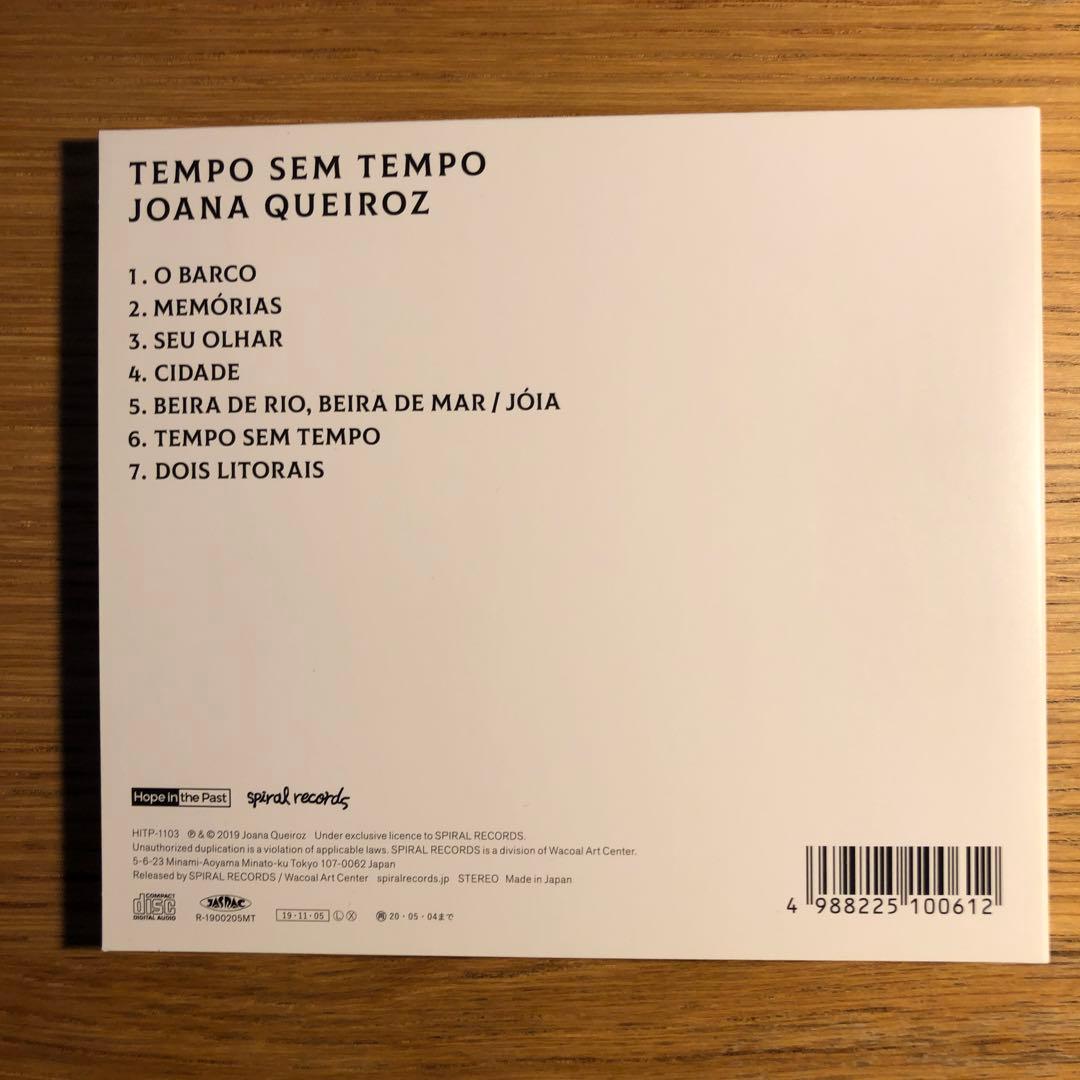 TEMPO SEM TEMPO
JOANA QUEIROZ
1. O BARCO
2. MEMÓRIAS
3. SEU OLHAR
4. CIDADE
5. BEIRA DE RIO, BEIRA DE MAR / JÓIA
6. TEMPO SEM TEMPO
7. DOIS LITORAIS
Hope in the Past spiral records
HITP-1103 ℗ & © 2019 Joana Queiroz Under exclusive licence to SPIRAL RECORDS.
Unauthorized duplication is a violation of applicable laws. SPIRAL RECORDS is a division of Wacoal Art Center.
5-6-23 Minami-Aoyama Minato-ku Tokyo 107-0062 Japan
Released by SPIRAL RECORDS / Wacoal Art Center spiralrecords.jp STEREO Made in Japan
COMPACT
disc
DIGITAL AUDIO
JASRAC
R-1900205MT
19・11・05 Ⓛ Ⓧ ㊢ 20・05・04まで
4 988225 100612